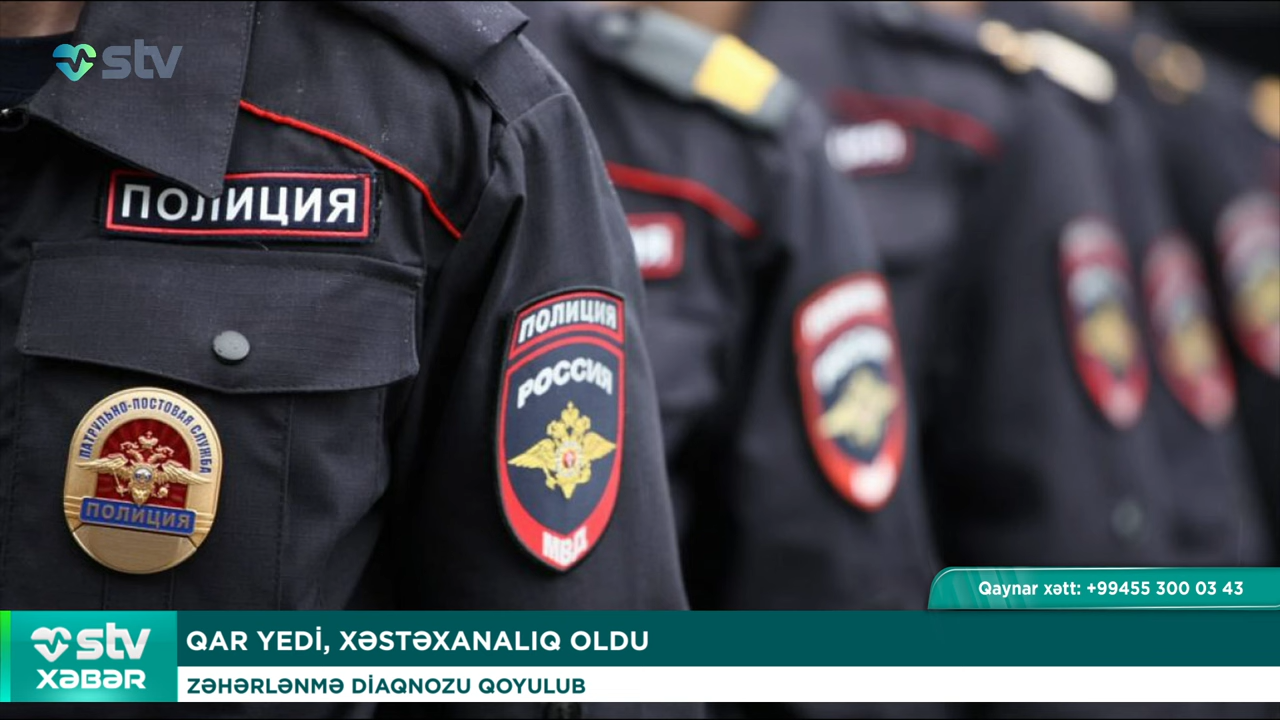 stv
ПОЛИЦИЯ
ПОЛИЦИЯ
РОССИЯ
МВД
ПАТРУЛЬНО-ПОСТОВАЯ СЛУЖБА
ПОЛИЦИЯ
Qaynar xətt: +99455 300 03 43
stv
XƏBƏR
QAR YEDİ, XƏSTƏXANALIQ OLDU
ZƏHƏRLƏNMƏ DİAQNOZU QOYULUB